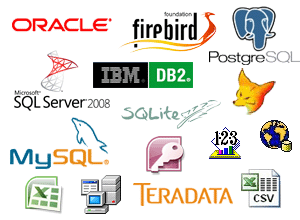 ORACLE®
foundation
firebird
PostgreSQL
Microsoft®
SQL Server 2008
IBM® DB2.
SQLite
MySQL®
123
TERADATA
CSV